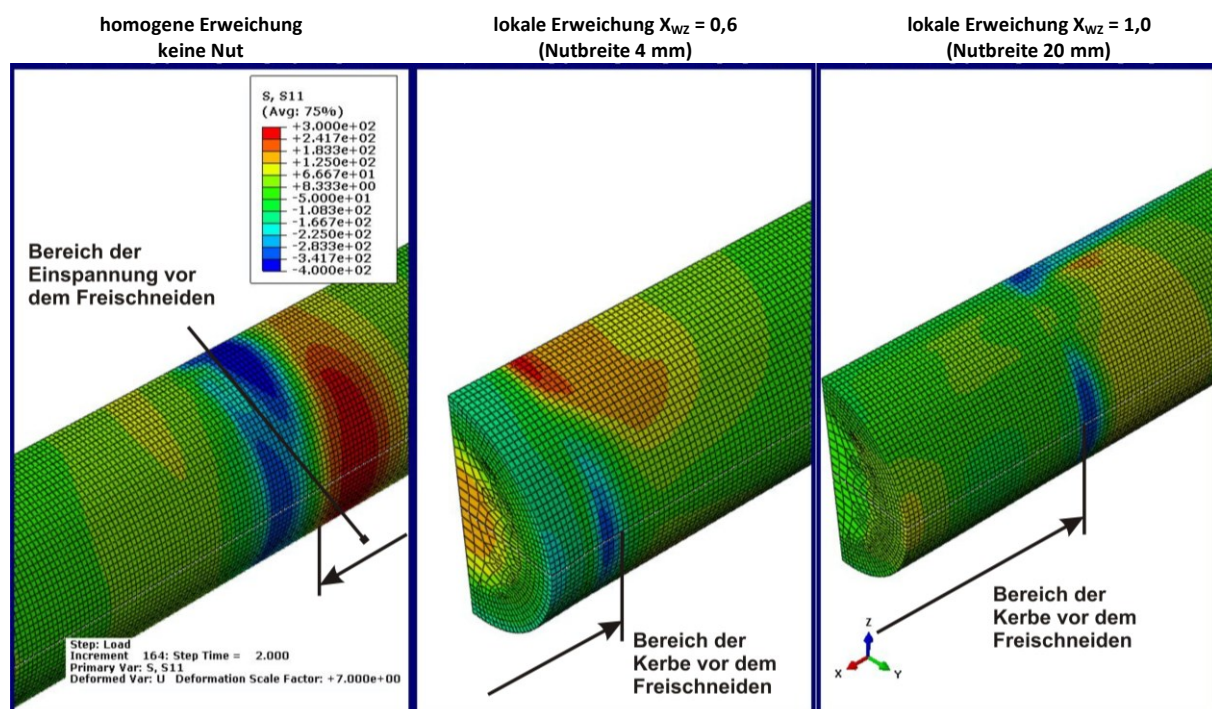 homogene Erweichung
keine Nut
lokale Erweichung XWZ = 0,6
(Nutbreite 4 mm)
lokale Erweichung XWZ = 1,0
(Nutbreite 20 mm)
S, S11
(Avg: 75%)
+3.000e+02
+2.417e+02
+1.833e+02
+1.250e+02
+6.667e+01
+8.333e+00
-5.000e+01
-1.083e+02
-1.667e+02
-2.250e+02
-2.833e+02
-3.417e+02
-4.000e+02
Bereich der
Einspannung vor
dem Freischneiden
Step: Load
Increment 164: Step Time = 2.000
Primary Var: S, S11
Deformed Var: U Deformation Scale Factor: +7.000e+00
Bereich der
Kerbe vor dem
Freischneiden
Bereich der
Kerbe vor dem
Freischneiden
Z
X
Y